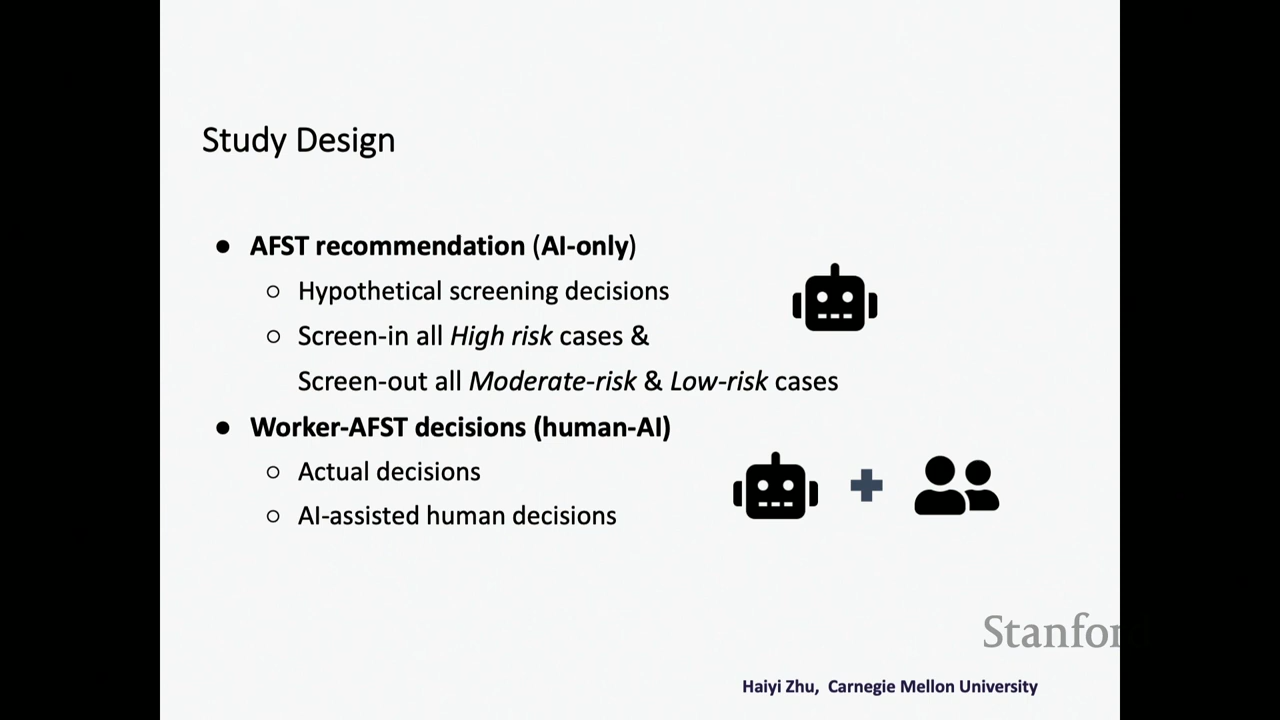 Study Design
● AFST recommendation (AI-only)
○ Hypothetical screening decisions
○ Screen-in all High risk cases &
Screen-out all Moderate-risk & Low-risk cases
● Worker-AFST decisions (human-AI)
○ Actual decisions
○ AI-assisted human decisions
Stanfor
Haiyi Zhu, Carnegie Mellon University